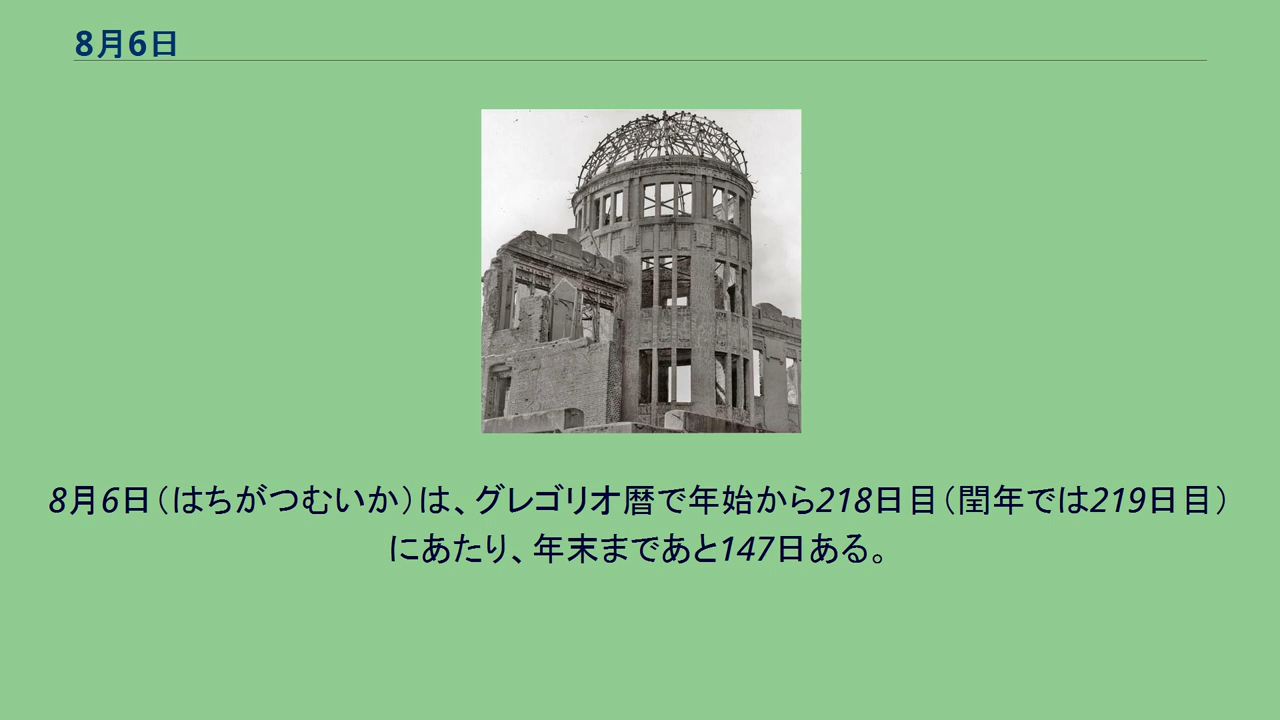 8月6日
8月6日（はちがつむいか）は、グレゴリオ暦で年始から218日目（閏年では219日目）
にあたり、年末まであと147日ある。